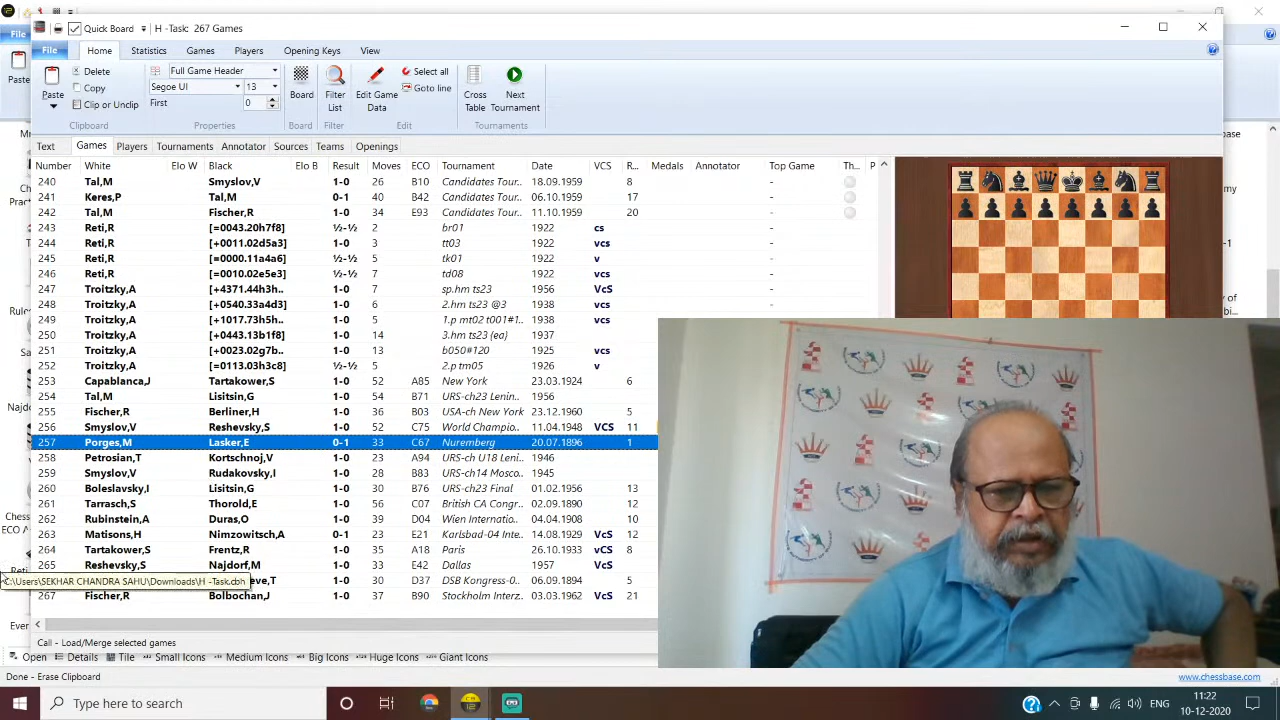 Quick Board H -Task: 267 Games
File Home Statistics Games Players Opening Keys View
Paste Delete Copy Clip or Unclip
Full Game Header Segoe UI 13 First 0
Board Filter List Edit Game Data Select all Goto line Cross Table Next Tournament
Clipboard Properties Board Filter Edit Tournaments
Text Games Players Tournaments Annotator Sources Teams Openings
Number White Elo W Black Elo B Result Moves ECO Tournament Date VCS R... Medals Annotator Top Game Th... P
240 Tal,M Smyslov,V 1-0 26 B10 Candidates Tour.. 18.09.1959 8 -
241 Keres,P Tal,M 0-1 40 B42 Candidates Tour.. 06.10.1959 17 -
242 Tal,M Fischer,R 1-0 34 E93 Candidates Tour.. 11.10.1959 20 -
243 Reti,R [=0043.20h7f8] ½-½ 2 br01 1922 cs -
244 Reti,R [+0011.02d5a3] 1-0 3 tt03 1922 vcs -
245 Reti,R [=0000.11a4a6] ½-½ 5 tk01 1922 v -
246 Reti,R [=0010.02e5e3] ½-½ 7 td08 1922 vcs -
247 Troitzky,A [+4371.44h3h.. 1-0 7 sp.hm ts23 1956 VcS -
248 Troitzky,A [+0540.33a4d3] 1-0 6 2.hm ts23 @3 1938 vcs -
249 Troitzky,A [+1017.73h5h.. 1-0 5 1.p mt02 t001#1.. 1938 vcs
250 Troitzky,A [+0443.13b1f8] 1-0 14 3.hm ts23 (ea) 1938
251 Troitzky,A [+0023.02g7b.. 1-0 13 b050#120 1925 vcs
252 Troitzky,A [=0113.03h3c8] ½-½ 5 2.p tm05 1926 v
253 Capablanca,J Tartakower,S 1-0 52 A85 New York 23.03.1924 6
254 Tal,M Lisitsin,G 1-0 54 B71 URS-ch23 Lenin.. 1956
255 Fischer,R Berliner,H 1-0 36 B03 USA-ch New York 23.12.1960 5
256 Smyslov,V Reshevsky,S 1-0 52 C75 World Champio.. 11.04.1948 VCS 11
257 Porges,M Lasker,E 0-1 33 C67 Nuremberg 20.07.1896 1
258 Petrosian,T Kortschnoj,V 1-0 23 A94 URS-ch U18 Leni.. 1946
259 Smyslov,V Rudakovsky,I 1-0 28 B83 URS-ch14 Mosco.. 1945
260 Boleslavsky,I Lisitsin,G 1-0 30 B76 URS-ch23 Final 01.02.1956 13
261 Tarrasch,S Thorold,E 1-0 56 C07 British CA Congr.. 02.09.1890 12
262 Rubinstein,A Duras,O 1-0 39 D04 Wien Internatio.. 04.04.1908 10
263 Matisons,H Nimzowitsch,A 0-1 23 E21 Karlsbad-04 Inte.. 14.08.1929 VcS 12
264 Tartakower,S Frentz,R 1-0 35 A18 Paris 26.10.1933 vCS 8
265 Reshevsky,S Najdorf,M 1-0 33 E42 Dallas 1957 VcS
C:\Users\SEKHAR CHANDRA SAHU\Downloads\H -Task.cbh eve,T 1-0 30 D37 DSB Kongress-0.. 06.09.1894 5
267 Fischer,R Bolbochan,J 1-0 37 B90 Stockholm Interz.. 03.03.1962 VcS 21
Call - Load/Merge selected games
Open Details Tile Small Icons Medium Icons Big Icons Huge Icons Giant Icons
Done - Erase Clipboard www.chessbase.com
Type here to search ENG 11:22
10-12-2020